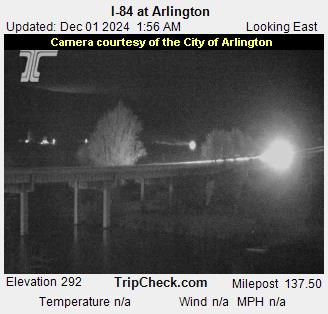 I-84 at Arlington
Updated: Dec 01 2024 1:56 AM Looking East
Camera courtesy of the City of Arlington
Elevation 292 TripCheck.com Milepost 137.50
Temperature n/a Wind n/a MPH n/a